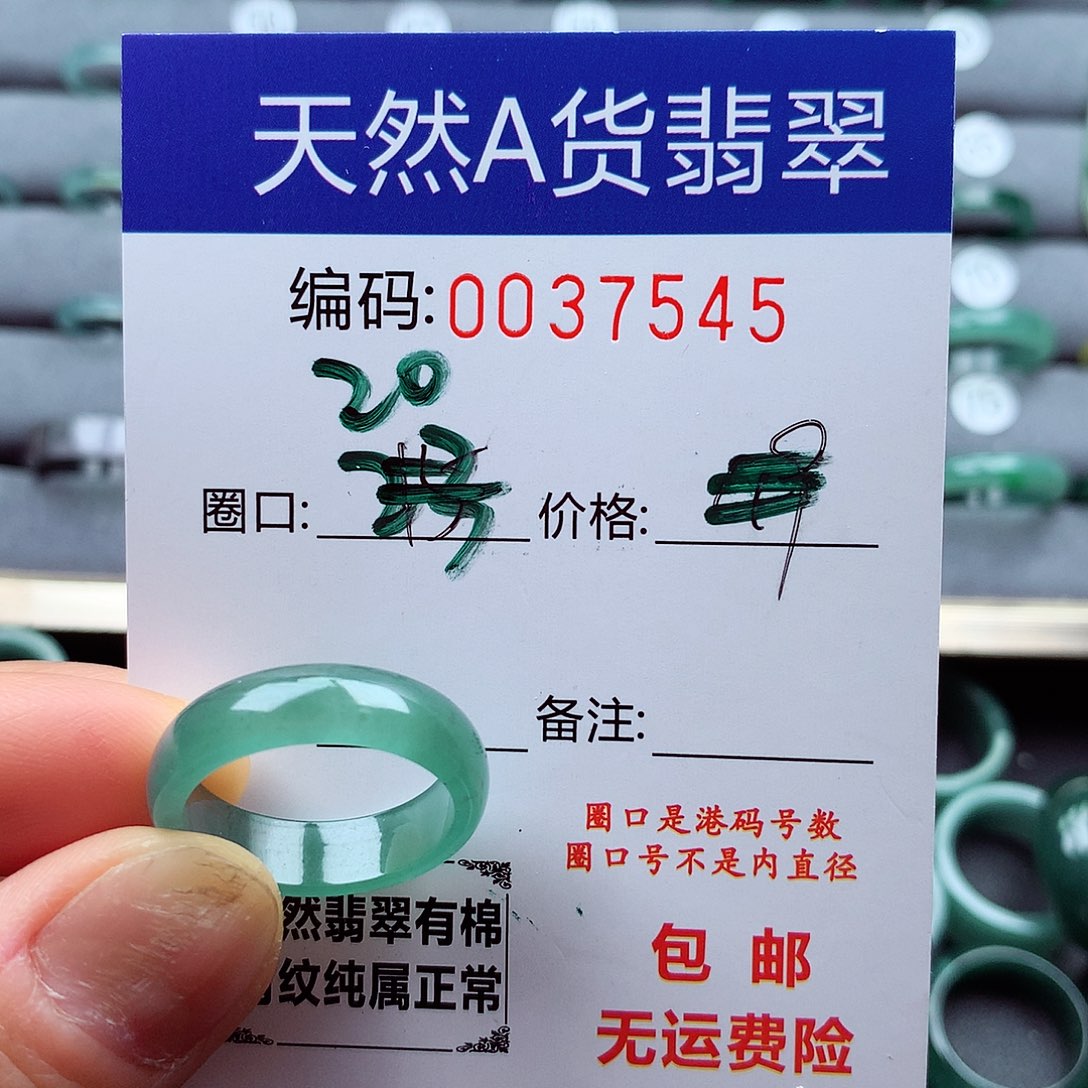 天然A货翡翠
编码:0037545
20
圈口: 价格:
备注:
圈口是港码号数
圈口号不是内直径
然翡翠有棉
纹纯属正常
包邮
无运费险